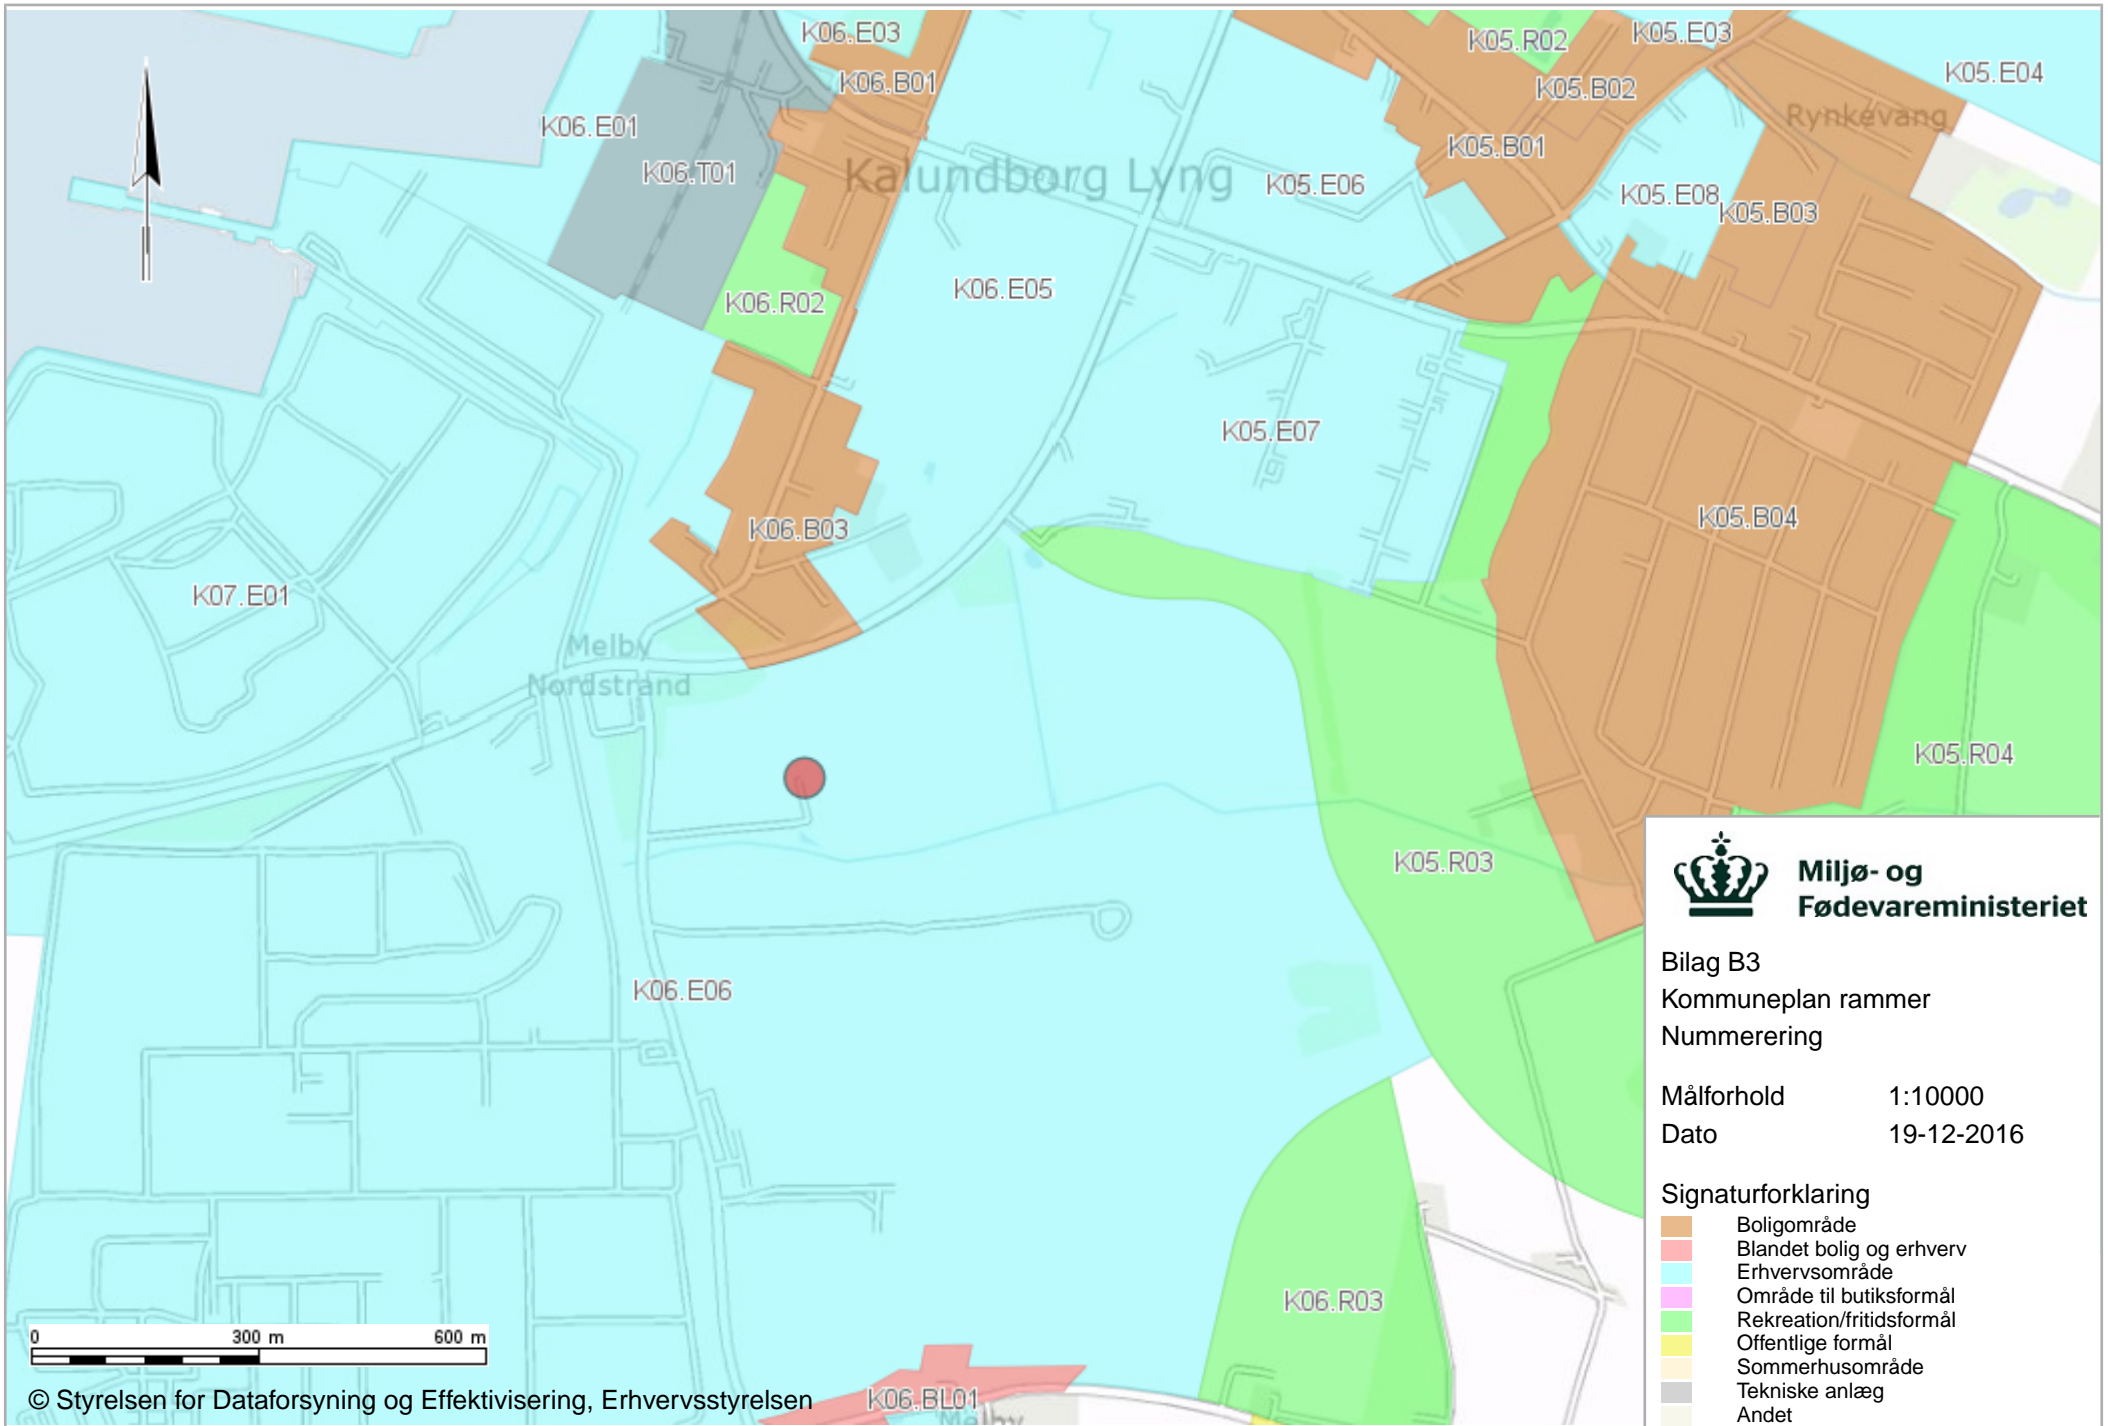 K06.E03
K05.R02
K05.E03
K06.B01
K05.B02
K05.E04
K06.E01
Rynkevang
K05.B01
K06.T01
Kalundborg Lyng
K05.E06
K05.E08
K05.B03
K06.E05
K06.R02
K05.E07
K06.B03
K05.B04
K07.E01
Melby
Nordstrand
K05.R04
K05.R03
K06.E06
K06.R03
K06.BL01
Melby
0 300 m 600 m
© Styrelsen for Dataforsyning og Effektivisering, Erhvervsstyrelsen
Miljø- og
Fødevareministeriet
Bilag B3
Kommuneplan rammer
Nummerering
Målforhold 1:10000
Dato 19-12-2016
Signaturforklaring
Boligområde
Blandet bolig og erhverv
Erhvervsområde
Område til butiksformål
Rekreation/fritidsformål
Offentlige formål
Sommerhusområde
Tekniske anlæg
Andet